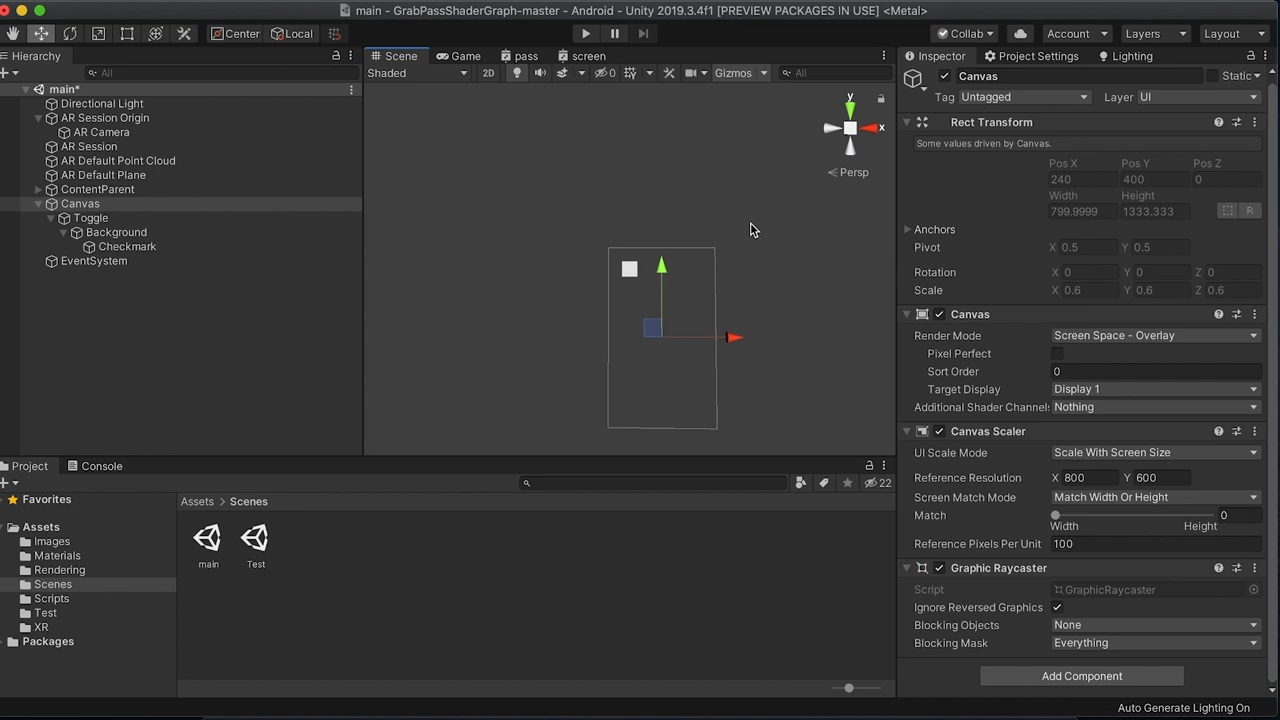 main - GrabPassShaderGraph-master - Android - Unity 2019.3.4f1 [PREVIEW PACKAGES IN USE] <Metal>
Center Local Collab Account Layers Layout
Hierarchy
All
main*
Directional Light
AR Session Origin
AR Camera
AR Session
AR Default Point Cloud
AR Default Plane
ContentParent
Canvas
Toggle
Background
Checkmark
EventSystem
Scene Game pass screen
Shaded 2D 0 Gizmos All
y
x
Persp
Inspector Project Settings Lighting
Canvas Static
Tag Untagged Layer UI
Rect Transform
Some values driven by Canvas.
Pos X Pos Y Pos Z
240 400 0
Width Height
799.9999 1333.333 R
Anchors
Pivot X 0.5 Y 0.5
Rotation X 0 Y 0 Z 0
Scale X 0.6 Y 0.6 Z 0.6
Canvas
Render Mode Screen Space - Overlay
Pixel Perfect
Sort Order 0
Target Display Display 1
Additional Shader Channel: Nothing
Canvas Scaler
UI Scale Mode Scale With Screen Size
Reference Resolution X 800 Y 600
Screen Match Mode Match Width Or Height
Match 0
Width Height
Reference Pixels Per Unit 100
Graphic Raycaster
Script GraphicRaycaster
Ignore Reversed Graphics
Blocking Objects None
Blocking Mask Everything
Add Component
Project Console
22
Favorites
Assets
Images
Materials
Rendering
Scenes
Scripts
Test
XR
Packages
Assets > Scenes
main Test
Auto Generate Lighting On